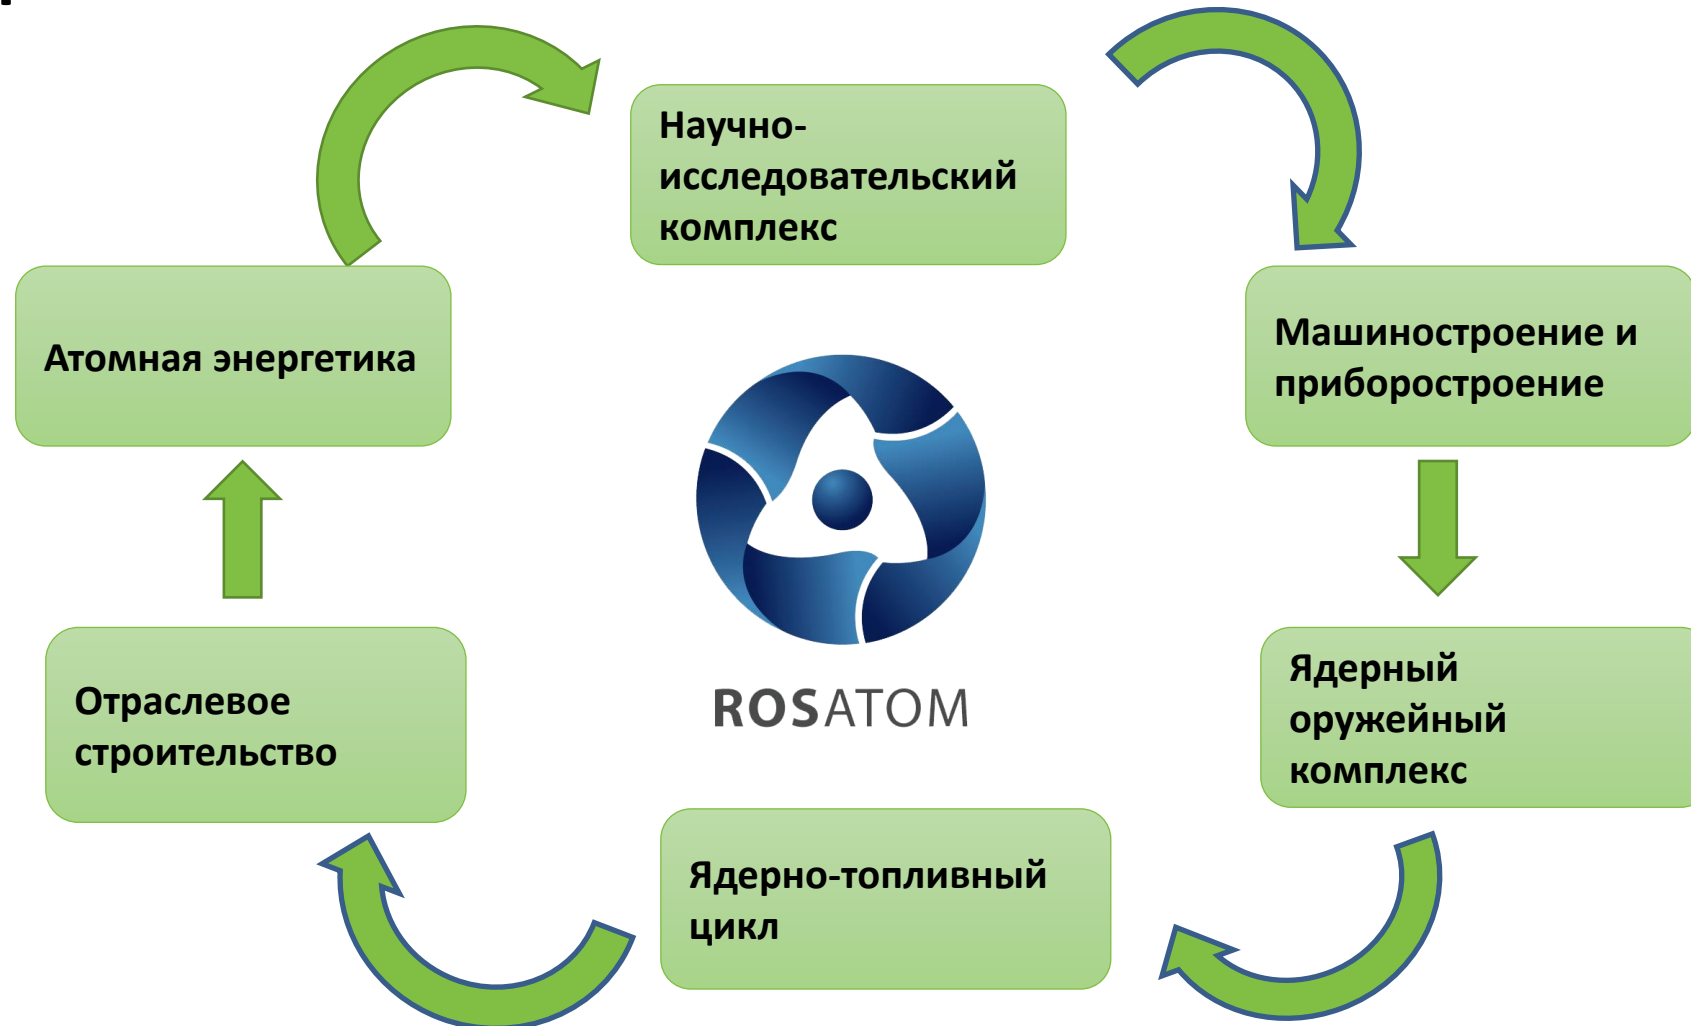 Научно-
исследовательский
комплекс
Атомная энергетика
Машиностроение и
приборостроение
ROSATOM
Отраслевое
строительство
Ядерный
оружейный
комплекс
Ядерно-топливный
цикл